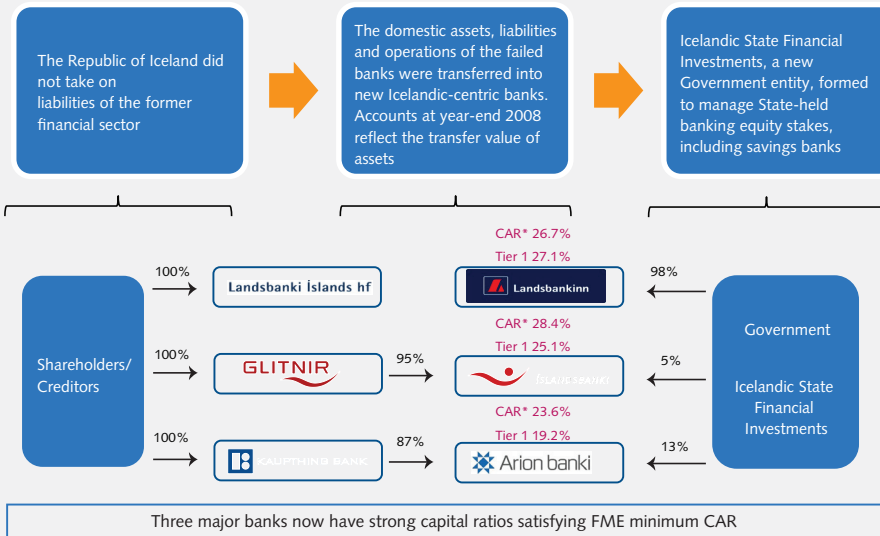 The Republic of Iceland did
not take on
liabilities of the former
financial sector
The domestic assets, liabilities
and operations of the failed
banks were transferred into
new Icelandic-centric banks.
Accounts at year-end 2008
reflect the transfer value of
assets
Icelandic State Financial
Investments, a new
Government entity, formed
to manage State-held
banking equity stakes,
including savings banks
Shareholders/
Creditors
100%
Landsbanki Íslands hf
CAR* 26.7%
Tier 1 27.1%
Landsbankinn
98%
100%
GLITNIR
95%
CAR* 28.4%
Tier 1 25.1%
ÍSLANDSBANKI
5%
100%
KAUPTHING BANK
87%
CAR* 23.6%
Tier 1 19.2%
Arion banki
13%
Government
Icelandic State
Financial
Investments
Three major banks now have strong capital ratios satisfying FME minimum CAR